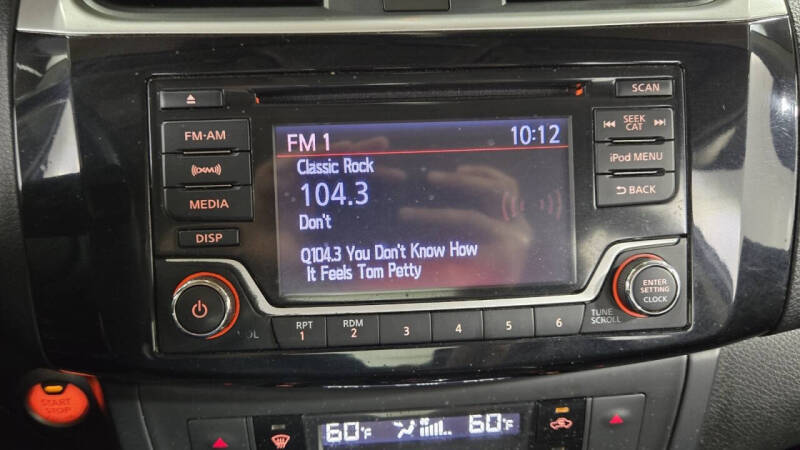 SCAN
FM•AM
FM 1
10:12
SEEK
CAT
Classic Rock
((XM))
iPod MENU
104.3
MEDIA
BACK
Don't
DISP
Q104.3 You Don't Know How
It Feels Tom Petty
ENTER
SETTING
CLOCK
VOL
RPT
1
RDM
2
3
4
5
6
TUNE
SCROLL
START
STOP
60°F
60°F